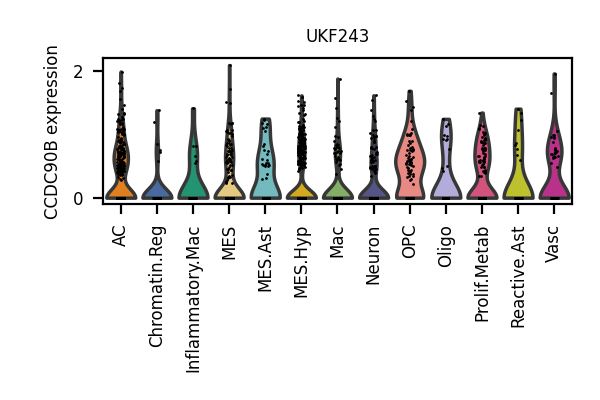 UKF243
CCDC90B expression
2
0
AC
Chromatin.Reg
Inflammatory.Mac
MES
MES.Ast
MES.Hyp
Mac
Neuron
OPC
Oligo
Prolif.Metab
Reactive.Ast
Vasc